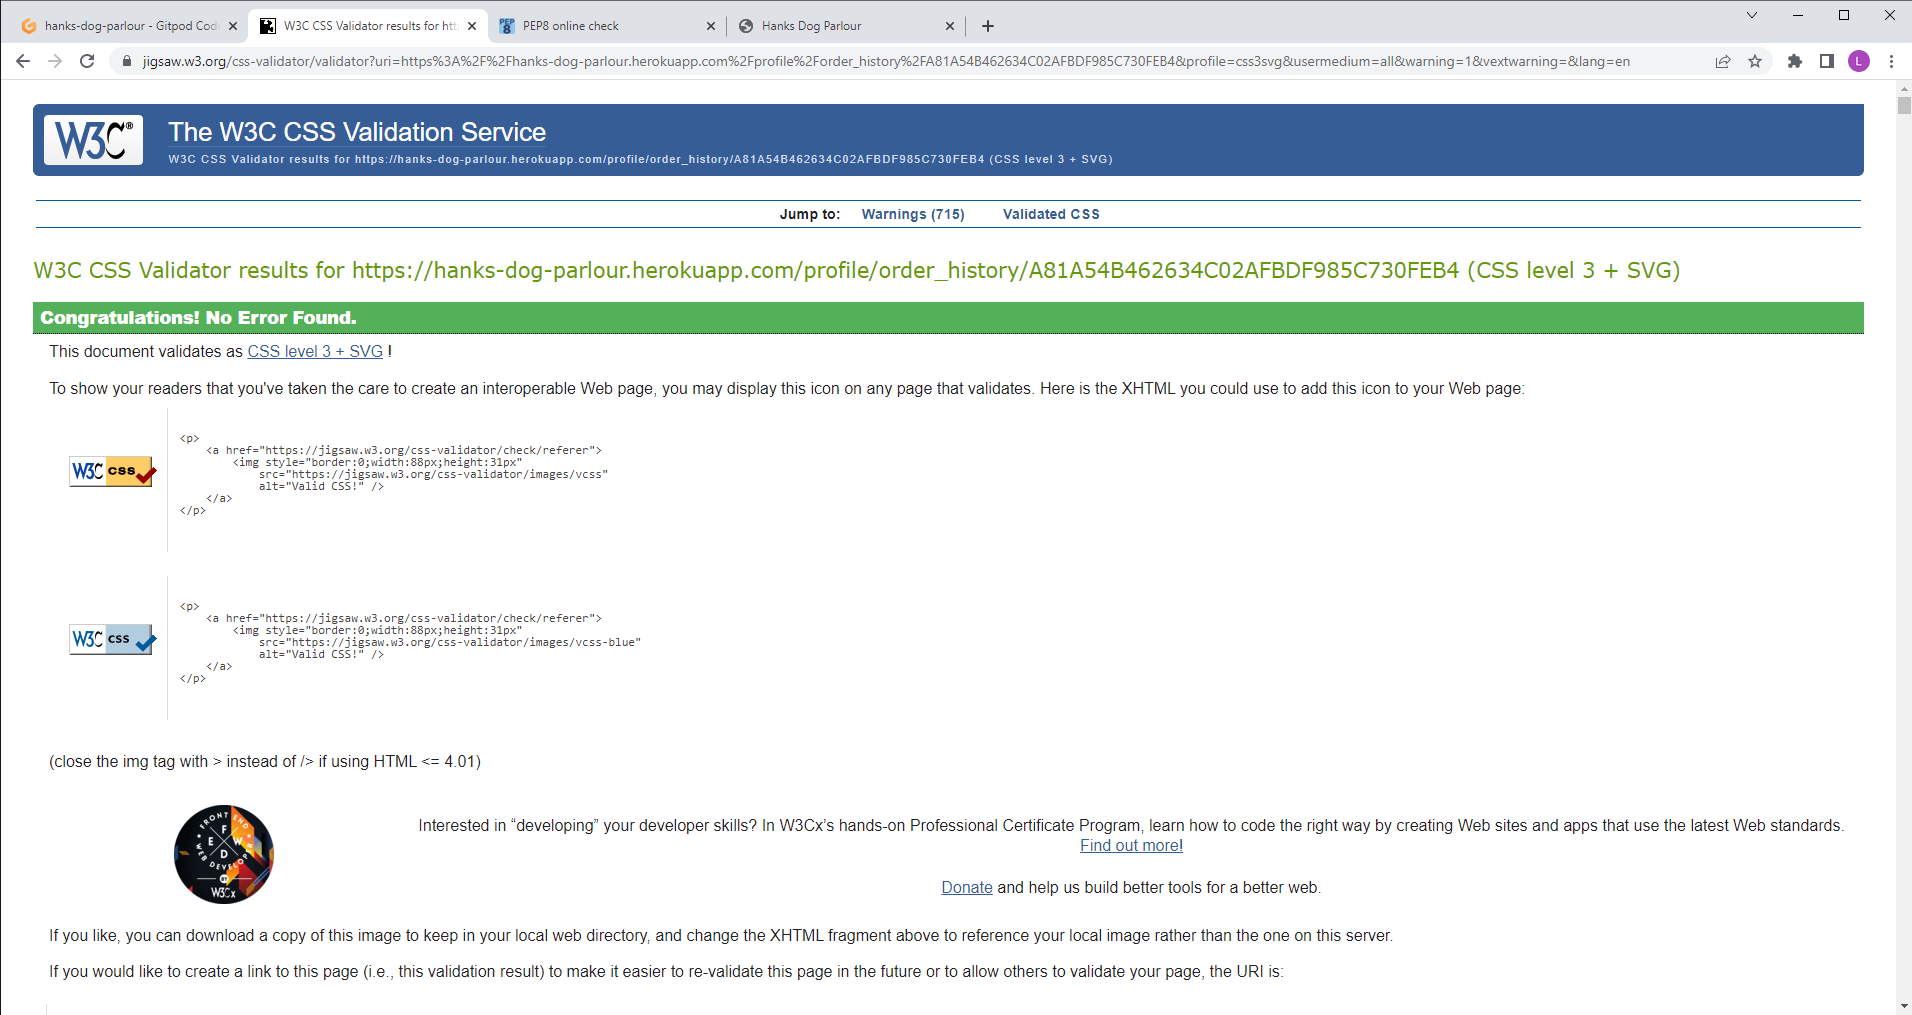 hanks-dog-parlour - Gitpod Cod
W3C CSS Validator results for htt
PEP8 online check
Hanks Dog Parlour
jigsaw.w3.org/css-validator/validator?uri=https%3A%2F%2Fhanks-dog-parlour.herokuapp.com%2Fprofile%2Forder_history%2FA81A54B462634C02AFBDF985C730FEB4&profile=css3svg&usermedium=all&warning=1&vextwarning=&lang=en
L
W3C®
The W3C CSS Validation Service
W3C CSS Validator results for https://hanks-dog-parlour.herokuapp.com/profile/order_history/A81A54B462634C02AFBDF985C730FEB4 (CSS level 3 + SVG)
Jump to: Warnings (715) Validated CSS
W3C CSS Validator results for https://hanks-dog-parlour.herokuapp.com/profile/order_history/A81A54B462634C02AFBDF985C730FEB4 (CSS level 3 + SVG)
Congratulations! No Error Found.
This document validates as CSS level 3 + SVG !
To show your readers that you've taken the care to create an interoperable Web page, you may display this icon on any page that validates. Here is the XHTML you could use to add this icon to your Web page:
W3C CSS
<p>
<a href="https://jigsaw.w3.org/css-validator/check/referer">
<img style="border:0;width:88px;height:31px"
src="https://jigsaw.w3.org/css-validator/images/vcss"
alt="Valid CSS!" />
</a>
</p>
W3C CSS
<p>
<a href="https://jigsaw.w3.org/css-validator/check/referer">
<img style="border:0;width:88px;height:31px"
src="https://jigsaw.w3.org/css-validator/images/vcss-blue"
alt="Valid CSS!" />
</a>
</p>
(close the img tag with > instead of /> if using HTML <= 4.01)
FRONT END
F E W D
WEB DEVELOPER
W3Cx
Interested in “developing” your developer skills? In W3Cx’s hands-on Professional Certificate Program, learn how to code the right way by creating Web sites and apps that use the latest Web standards.
Find out more!
Donate and help us build better tools for a better web.
If you like, you can download a copy of this image to keep in your local web directory, and change the XHTML fragment above to reference your local image rather than the one on this server.
If you would like to create a link to this page (i.e., this validation result) to make it easier to re-validate this page in the future or to allow others to validate your page, the URI is: